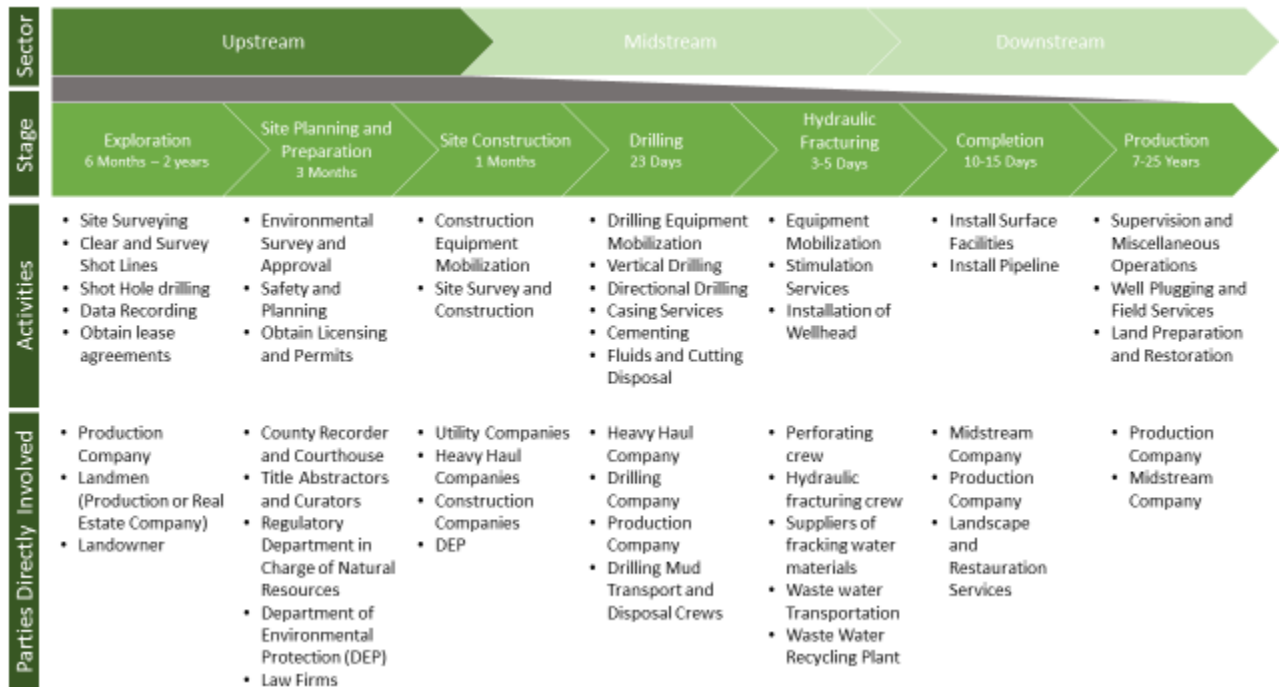 Sector
Upstream
Midstream
Downstream
Stage
Exploration
6 Months – 2 years
Site Planning and
Preparation
3 Months
Site Construction
1 Months
Drilling
23 Days
Hydraulic
Fracturing
3-5 Days
Completion
10-15 Days
Production
7-25 Years
Activities
• Site Surveying
• Clear and Survey
Shot Lines
• Shot Hole drilling
• Data Recording
• Obtain lease
agreements
• Environmental
Survey and
Approval
• Safety and
Planning
• Obtain Licensing
and Permits
• Construction
Equipment
Mobilization
• Site Survey and
Construction
• Drilling Equipment
Mobilization
• Vertical Drilling
• Directional Drilling
• Casing Services
• Cementing
• Fluids and Cutting
Disposal
• Equipment
Mobilization
• Stimulation
Services
• Installation of
Wellhead
• Install Surface
Facilities
• Install Pipeline
• Supervision and
Miscellaneous
Operations
• Well Plugging and
Field Services
• Land Preparation
and Restoration
Parties Directly Involved
• Production
Company
• Landmen
(Production or Real
Estate Company)
• Landowner
• County Recorder
and Courthouse
• Title Abstractors
and Curators
• Regulatory
Department in
Charge of Natural
Resources
• Department of
Environmental
Protection (DEP)
• Law Firms
• Utility Companies
• Heavy Haul
Companies
• Construction
Companies
• DEP
• Heavy Haul
Company
• Drilling
Company
• Production
Company
• Drilling Mud
Transport and
Disposal Crews
• Perforating
crew
• Hydraulic
fracturing crew
• Suppliers of
fracking water
materials
• Waste water
Transportation
• Waste Water
Recycling Plant
• Midstream
Company
• Production
Company
• Landscape
and
Restauration
Services
• Production
Company
• Midstream
Company